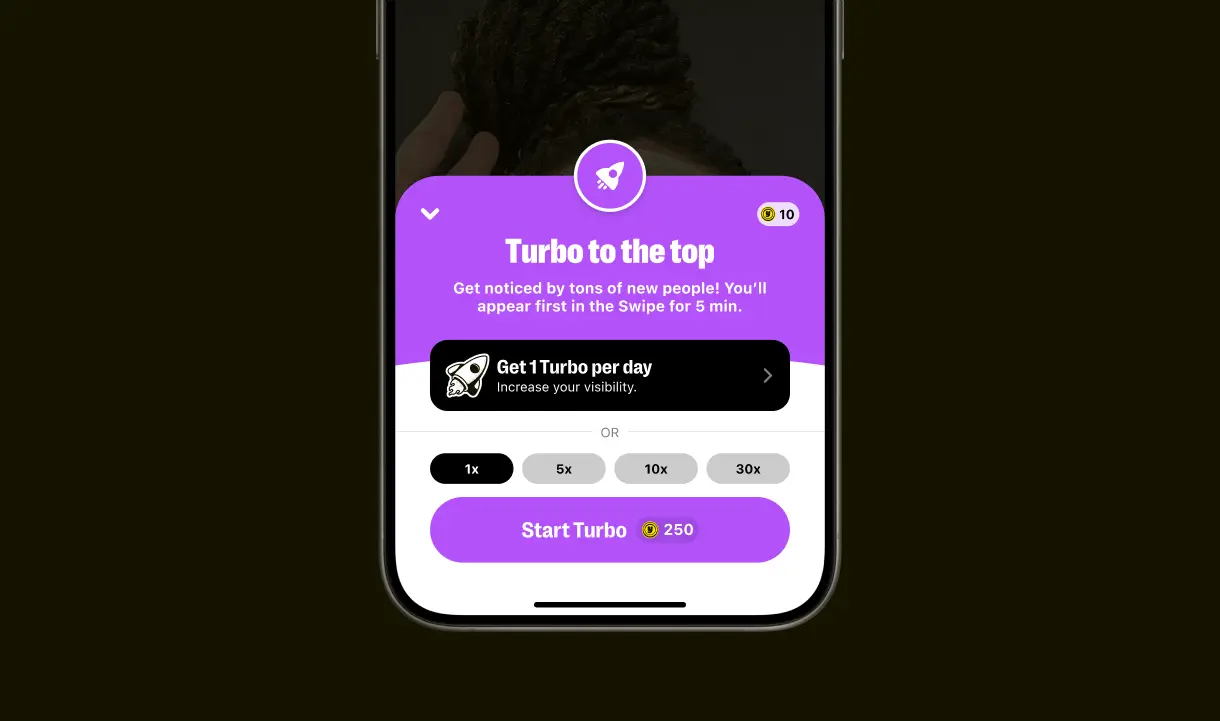 10
Turbo to the top
Get noticed by tons of new people! You’ll
appear first in the Swipe for 5 min.
Get 1 Turbo per day
Increase your visibility.
OR
1x 5x 10x 30x
Start Turbo 250